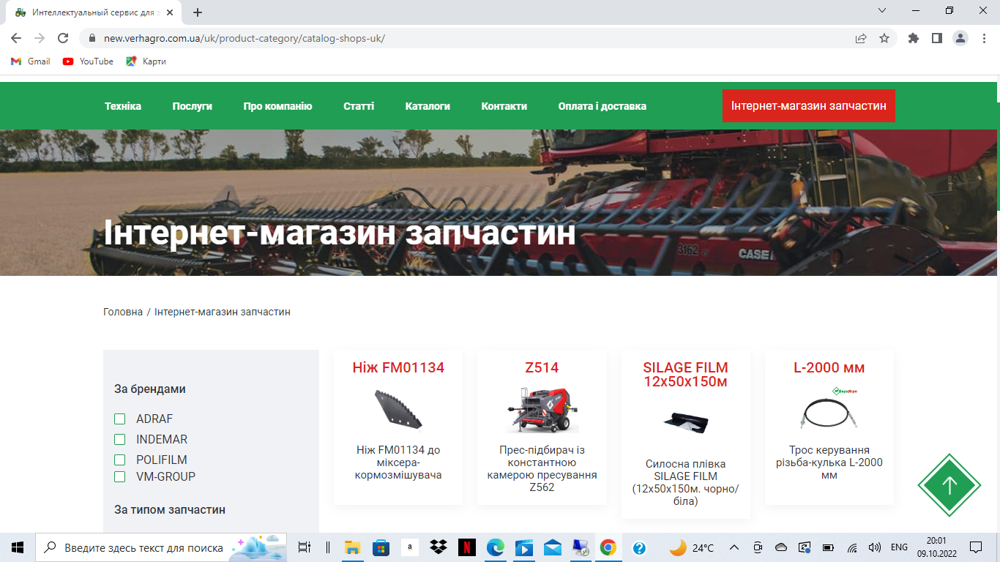 Интеллектуальный сервис для э
new.verhagro.com.ua/uk/product-category/catalog-shops-uk/
Gmail YouTube Карти
Техніка Послуги Про компанію Статті Каталоги Контакти Оплата і доставка Інтернет-магазин запчастин
3162
CASE
Інтернет-магазин запчастин
Головна / Інтернет-магазин запчастин
За брендами
ADRAF
INDEMAR
POLIFILM
VM-GROUP
За типом запчастин
Ніж FM01134
Ніж FM01134 до
міксера-
кормозмішувача
Z514
Прес-підбирач із
константною
камерою пресування
Z562
SILAGE FILM
12x50x150м
Силосна плівка
SILAGE FILM
(12x50x150м. чорно/
біла)
L-2000 мм
ВерхАгро
Трос керування
різьба-кулька L-2000
мм
Введите здесь текст для поиска
a
N
24°C
ENG
20:01
09.10.2022